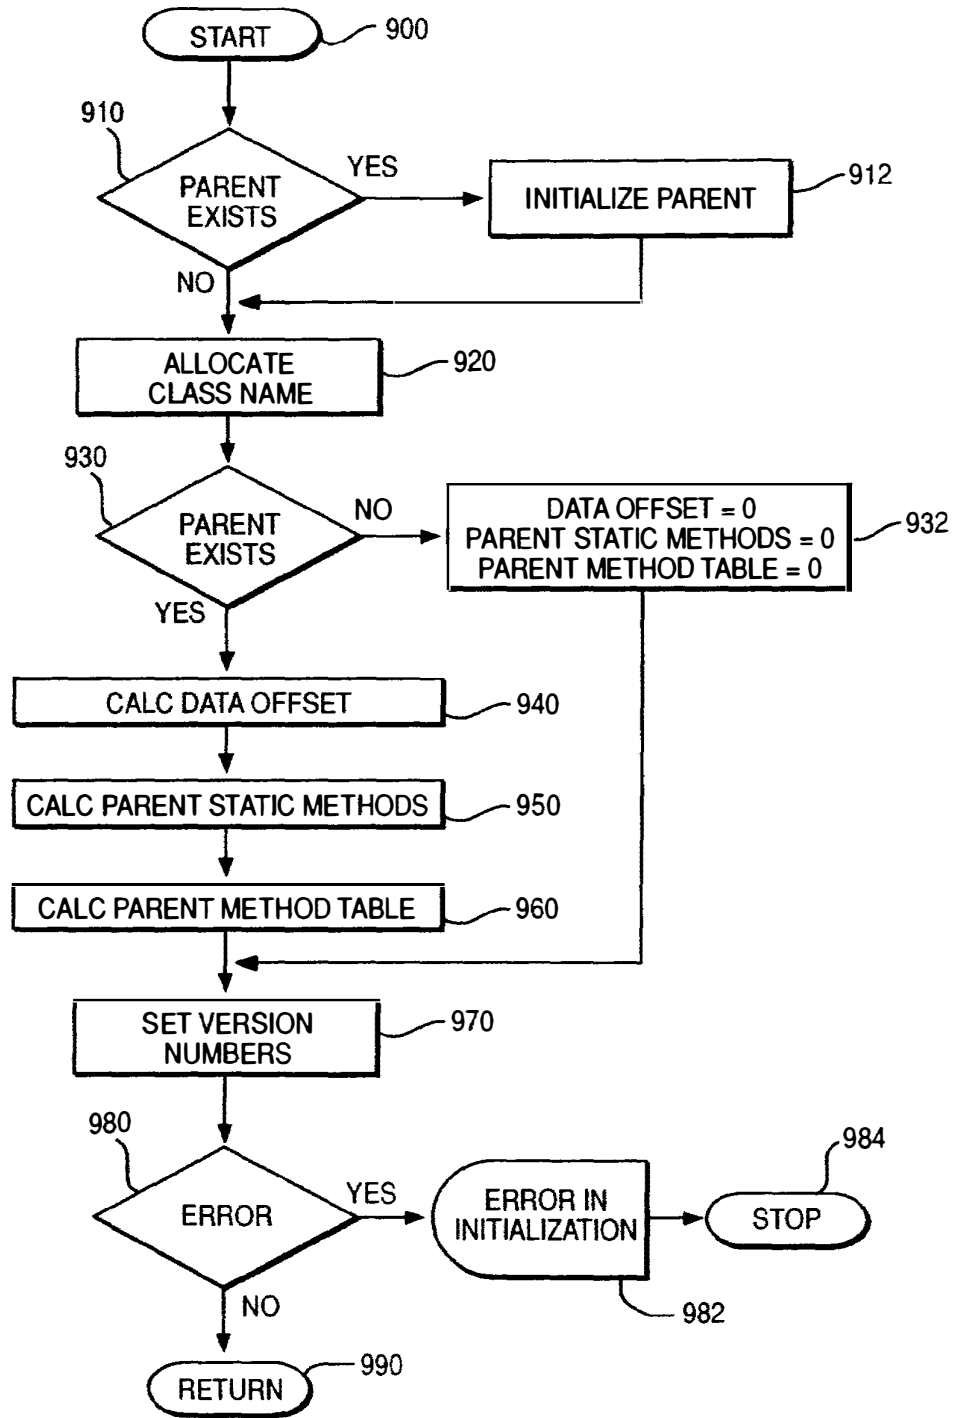 START
900
910
PARENT
EXISTS
YES
INITIALIZE PARENT
912
NO
ALLOCATE
CLASS NAME
920
930
PARENT
EXISTS
NO
DATA OFFSET = 0
PARENT STATIC METHODS = 0
PARENT METHOD TABLE = 0
932
YES
CALC DATA OFFSET
940
CALC PARENT STATIC METHODS
950
CALC PARENT METHOD TABLE
960
SET VERSION
NUMBERS
970
980
ERROR
YES
ERROR IN
INITIALIZATION
982
STOP
984
NO
RETURN
990